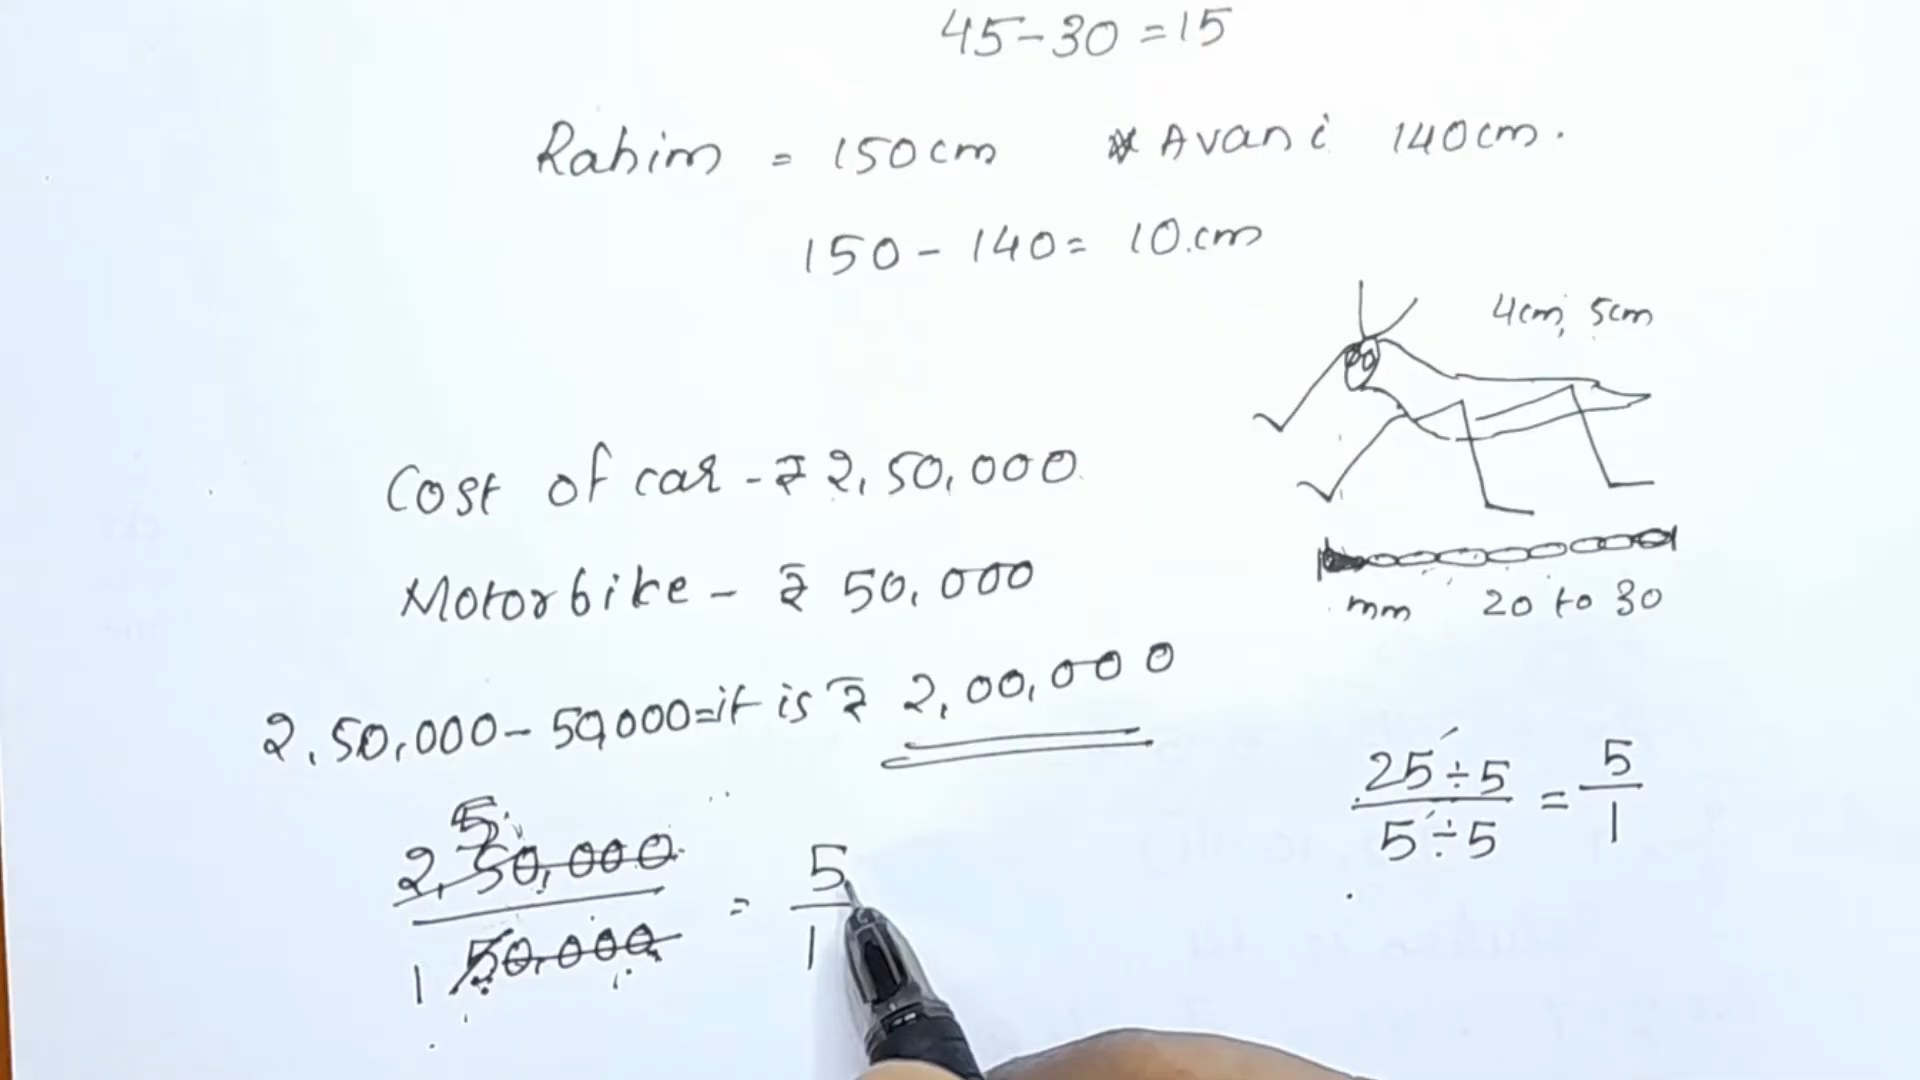 45-30=15
Rahim = 150cm * Avani 140cm.
150 - 140 = 10.cm
4cm, 5cm
Cost of car - ₹ 2,50,000
Motorbike - ₹ 50,000
mm 20 to 30
2,50,000 - 50,000 = it is ₹ 2,00,000
25÷5 / 5÷5 = 5/1
5
2,50,000 / 50,000 = 5/1
1